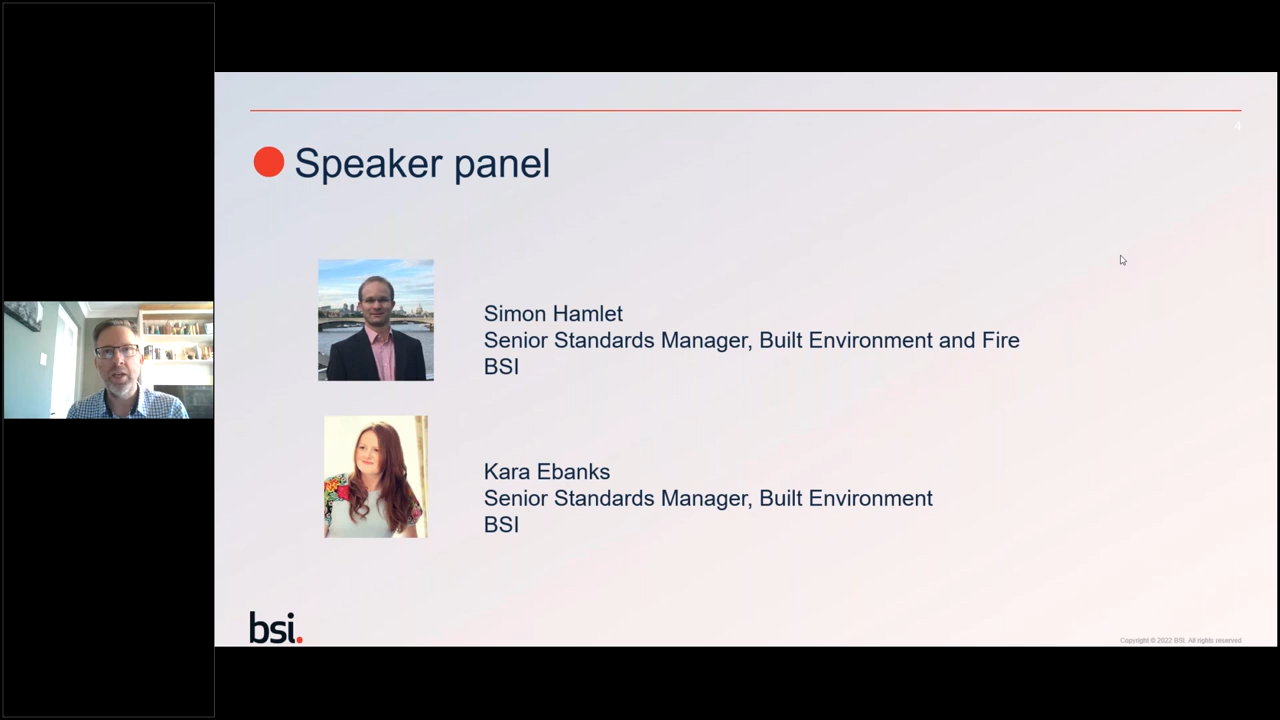 4
Speaker panel
Simon Hamlet
Senior Standards Manager, Built Environment and Fire
BSI
Kara Ebanks
Senior Standards Manager, Built Environment
BSI
bsi.
Copyright © 2022 BSI. All rights reserved